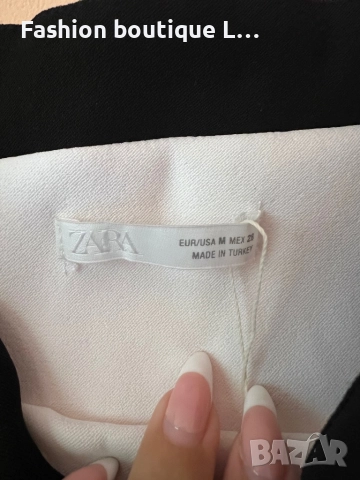 Fashion boutique L...
ZARA
EUR/USA M MEX 28
MADE IN TURKEY
BAZAR